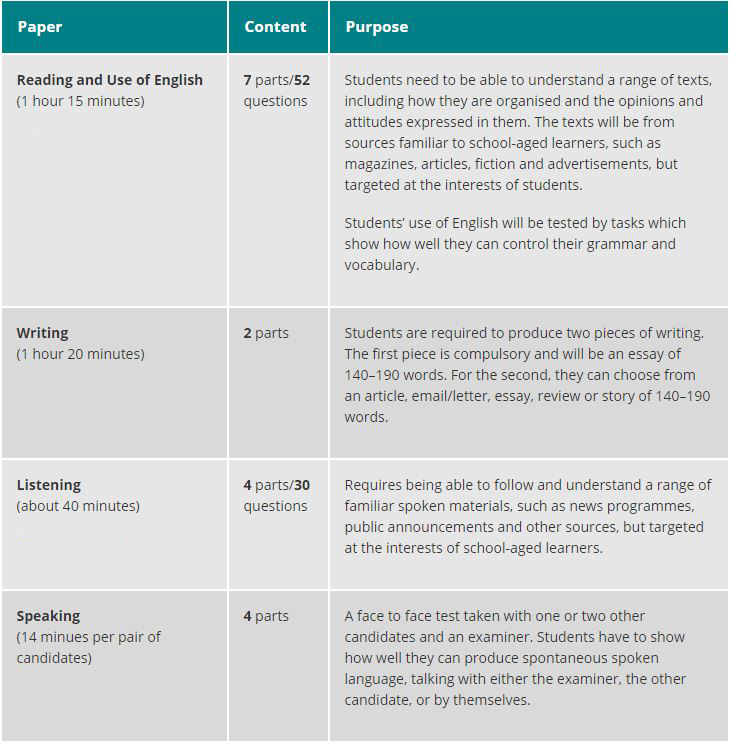 Paper
Content
Purpose
Reading and Use of English
(1 hour 15 minutes)
7 parts/52
questions
Students need to be able to understand a range of texts,
including how they are organised and the opinions and
attitudes expressed in them. The texts will be from
sources familiar to school-aged learners, such as
magazines, articles, fiction and advertisements, but
targeted at the interests of students.
Students’ use of English will be tested by tasks which
show how well they can control their grammar and
vocabulary.
Writing
(1 hour 20 minutes)
2 parts
Students are required to produce two pieces of writing.
The first piece is compulsory and will be an essay of
140–190 words. For the second, they can choose from
an article, email/letter, essay, review or story of 140–190
words.
Listening
(about 40 minutes)
4 parts/30
questions
Requires being able to follow and understand a range of
familiar spoken materials, such as news programmes,
public announcements and other sources, but targeted
at the interests of school-aged learners.
Speaking
(14 minues per pair of
candidates)
4 parts
A face to face test taken with one or two other
candidates and an examiner. Students have to show
how well they can produce spontaneous spoken
language, talking with either the examiner, the other
candidate, or by themselves.